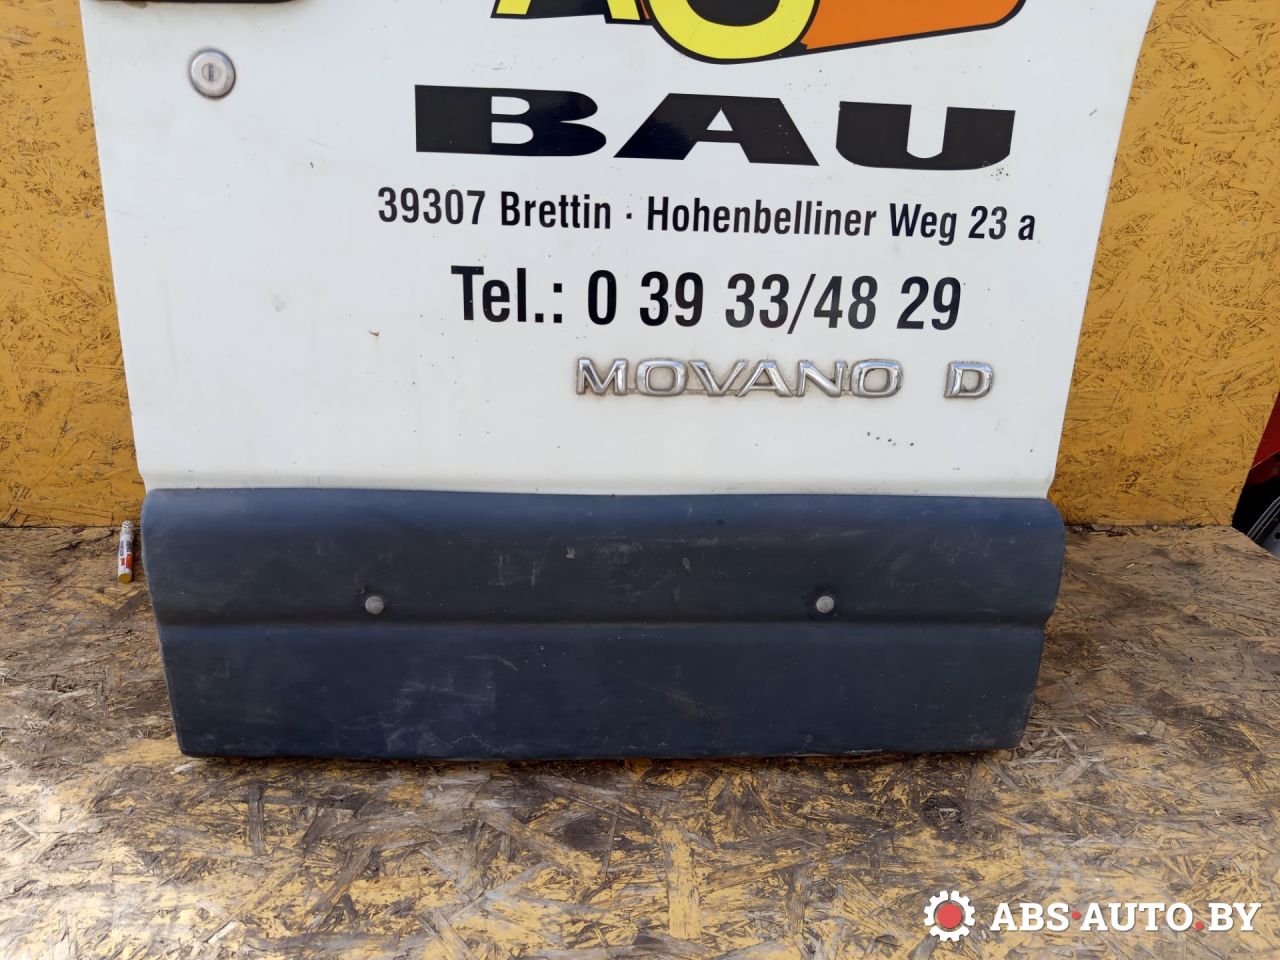 BAU
39307 Brettin · Hohenbelliner Weg 23 a
Tel.: 0 39 33/48 29
MOVANO D
ABS·AUTO.BY